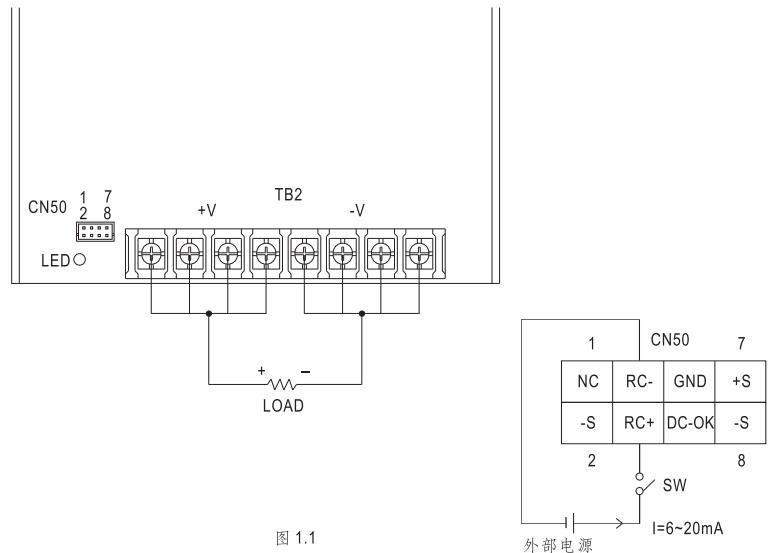 TB2
1 7
CN50 2 8
+V -V
LED
+ –
LOAD
CN50
1 7
NC RC- GND +S
-S RC+ DC-OK -S
2 8
SW
I=6~20mA
外部电源
图 1.1